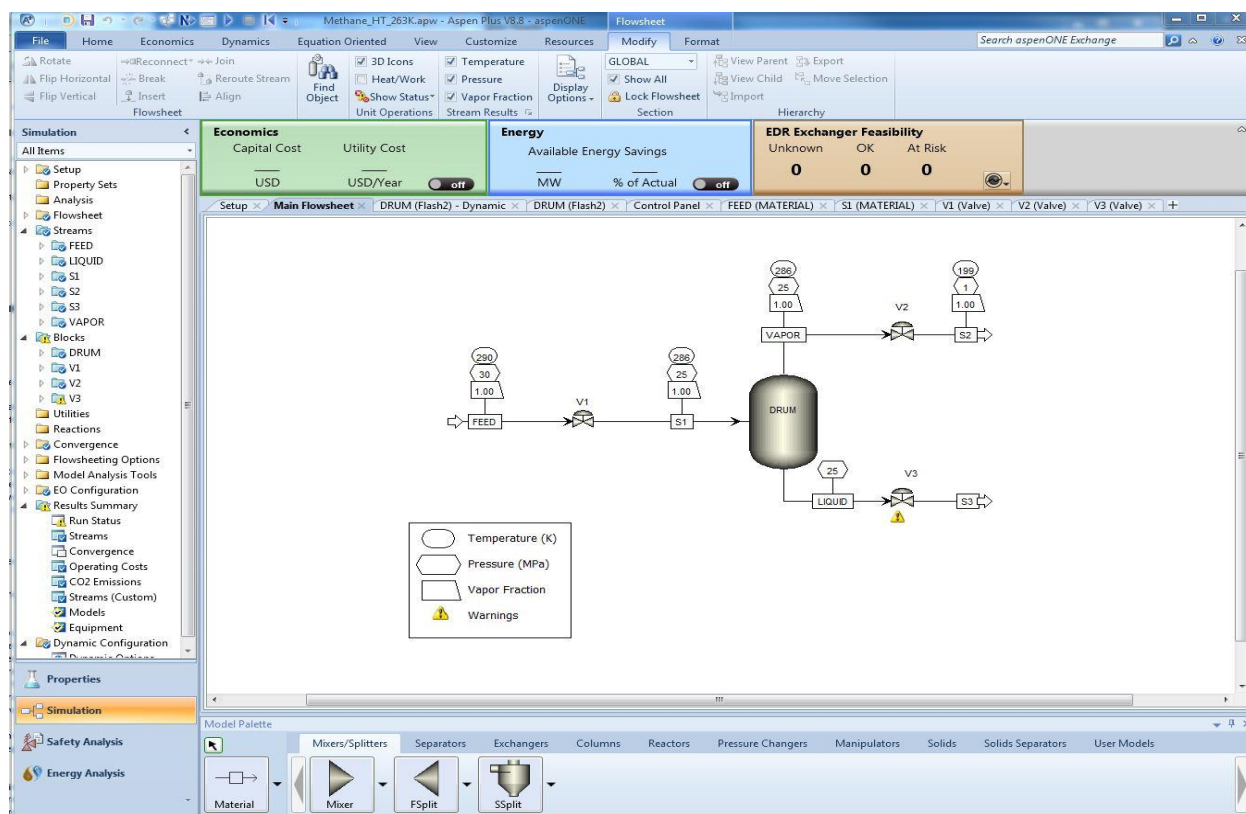 Methane_HT_263K.apw - Aspen Plus V8.8 - aspenONE
Flowsheet
File Home Economics Dynamics Equation Oriented View Customize Resources Modify Format
Search aspenONE Exchange
Rotate Reconnect Join
Flip Horizontal Break Reroute Stream
Flip Vertical Insert Align
Flowsheet
Find Object
3D Icons
Heat/Work
Show Status
Unit Operations
Temperature
Pressure
Vapor Fraction
Stream Results
Display Options
GLOBAL
Show All
Lock Flowsheet
Section
View Parent Export
View Child Move Selection
Import
Hierarchy
Simulation
All Items
Setup
Property Sets
Analysis
Flowsheet
Streams
FEED
LIQUID
S1
S2
S3
VAPOR
Blocks
DRUM
V1
V2
V3
Utilities
Reactions
Convergence
Flowsheeting Options
Model Analysis Tools
EO Configuration
Results Summary
Run Status
Streams
Convergence
Operating Costs
CO2 Emissions
Streams (Custom)
Models
Equipment
Dynamic Configuration
Properties
Simulation
Safety Analysis
Energy Analysis
Economics
Capital Cost Utility Cost
USD USD/Year off
Energy
Available Energy Savings
MW % of Actual off
EDR Exchanger Feasibility
Unknown OK At Risk
0 0 0
Setup Main Flowsheet DRUM (Flash2) - Dynamic DRUM (Flash2) Control Panel FEED (MATERIAL) S1 (MATERIAL) V1 (Valve) V2 (Valve) V3 (Valve) +
286
25
1.00
VAPOR
V2
199
1
1.00
S2
290
30
1.00
FEED
V1
286
25
1.00
S1
DRUM
25
LIQUID
V3
S3
Temperature (K)
Pressure (MPa)
Vapor Fraction
Warnings
Model Palette
Mixers/Splitters Separators Exchangers Columns Reactors Pressure Changers Manipulators Solids Solids Separators User Models
Material Mixer FSplit SSplit